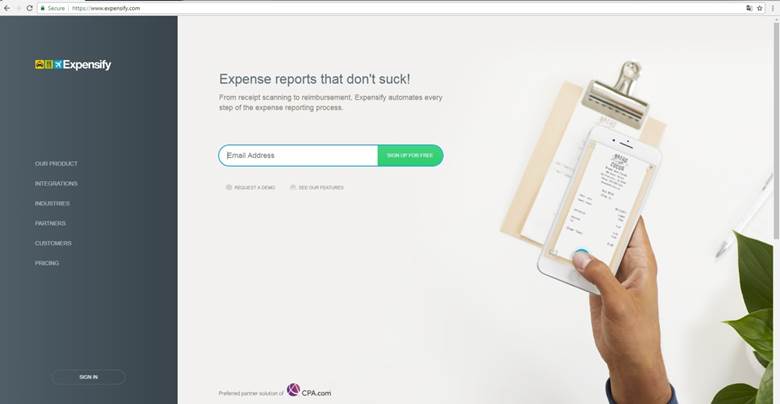 Secure
https://www.expensify.com
Expensify
OUR PRODUCT
INTEGRATIONS
INDUSTRIES
PARTNERS
CUSTOMERS
PRICING
SIGN IN
Expense reports that don't suck!
From receipt scanning to reimbursement, Expensify automates every
step of the expense reporting process.
Email Address
SIGN UP FOR FREE
REQUEST A DEMO
SEE OUR FEATURES
Preferred partner solution of CPA.com